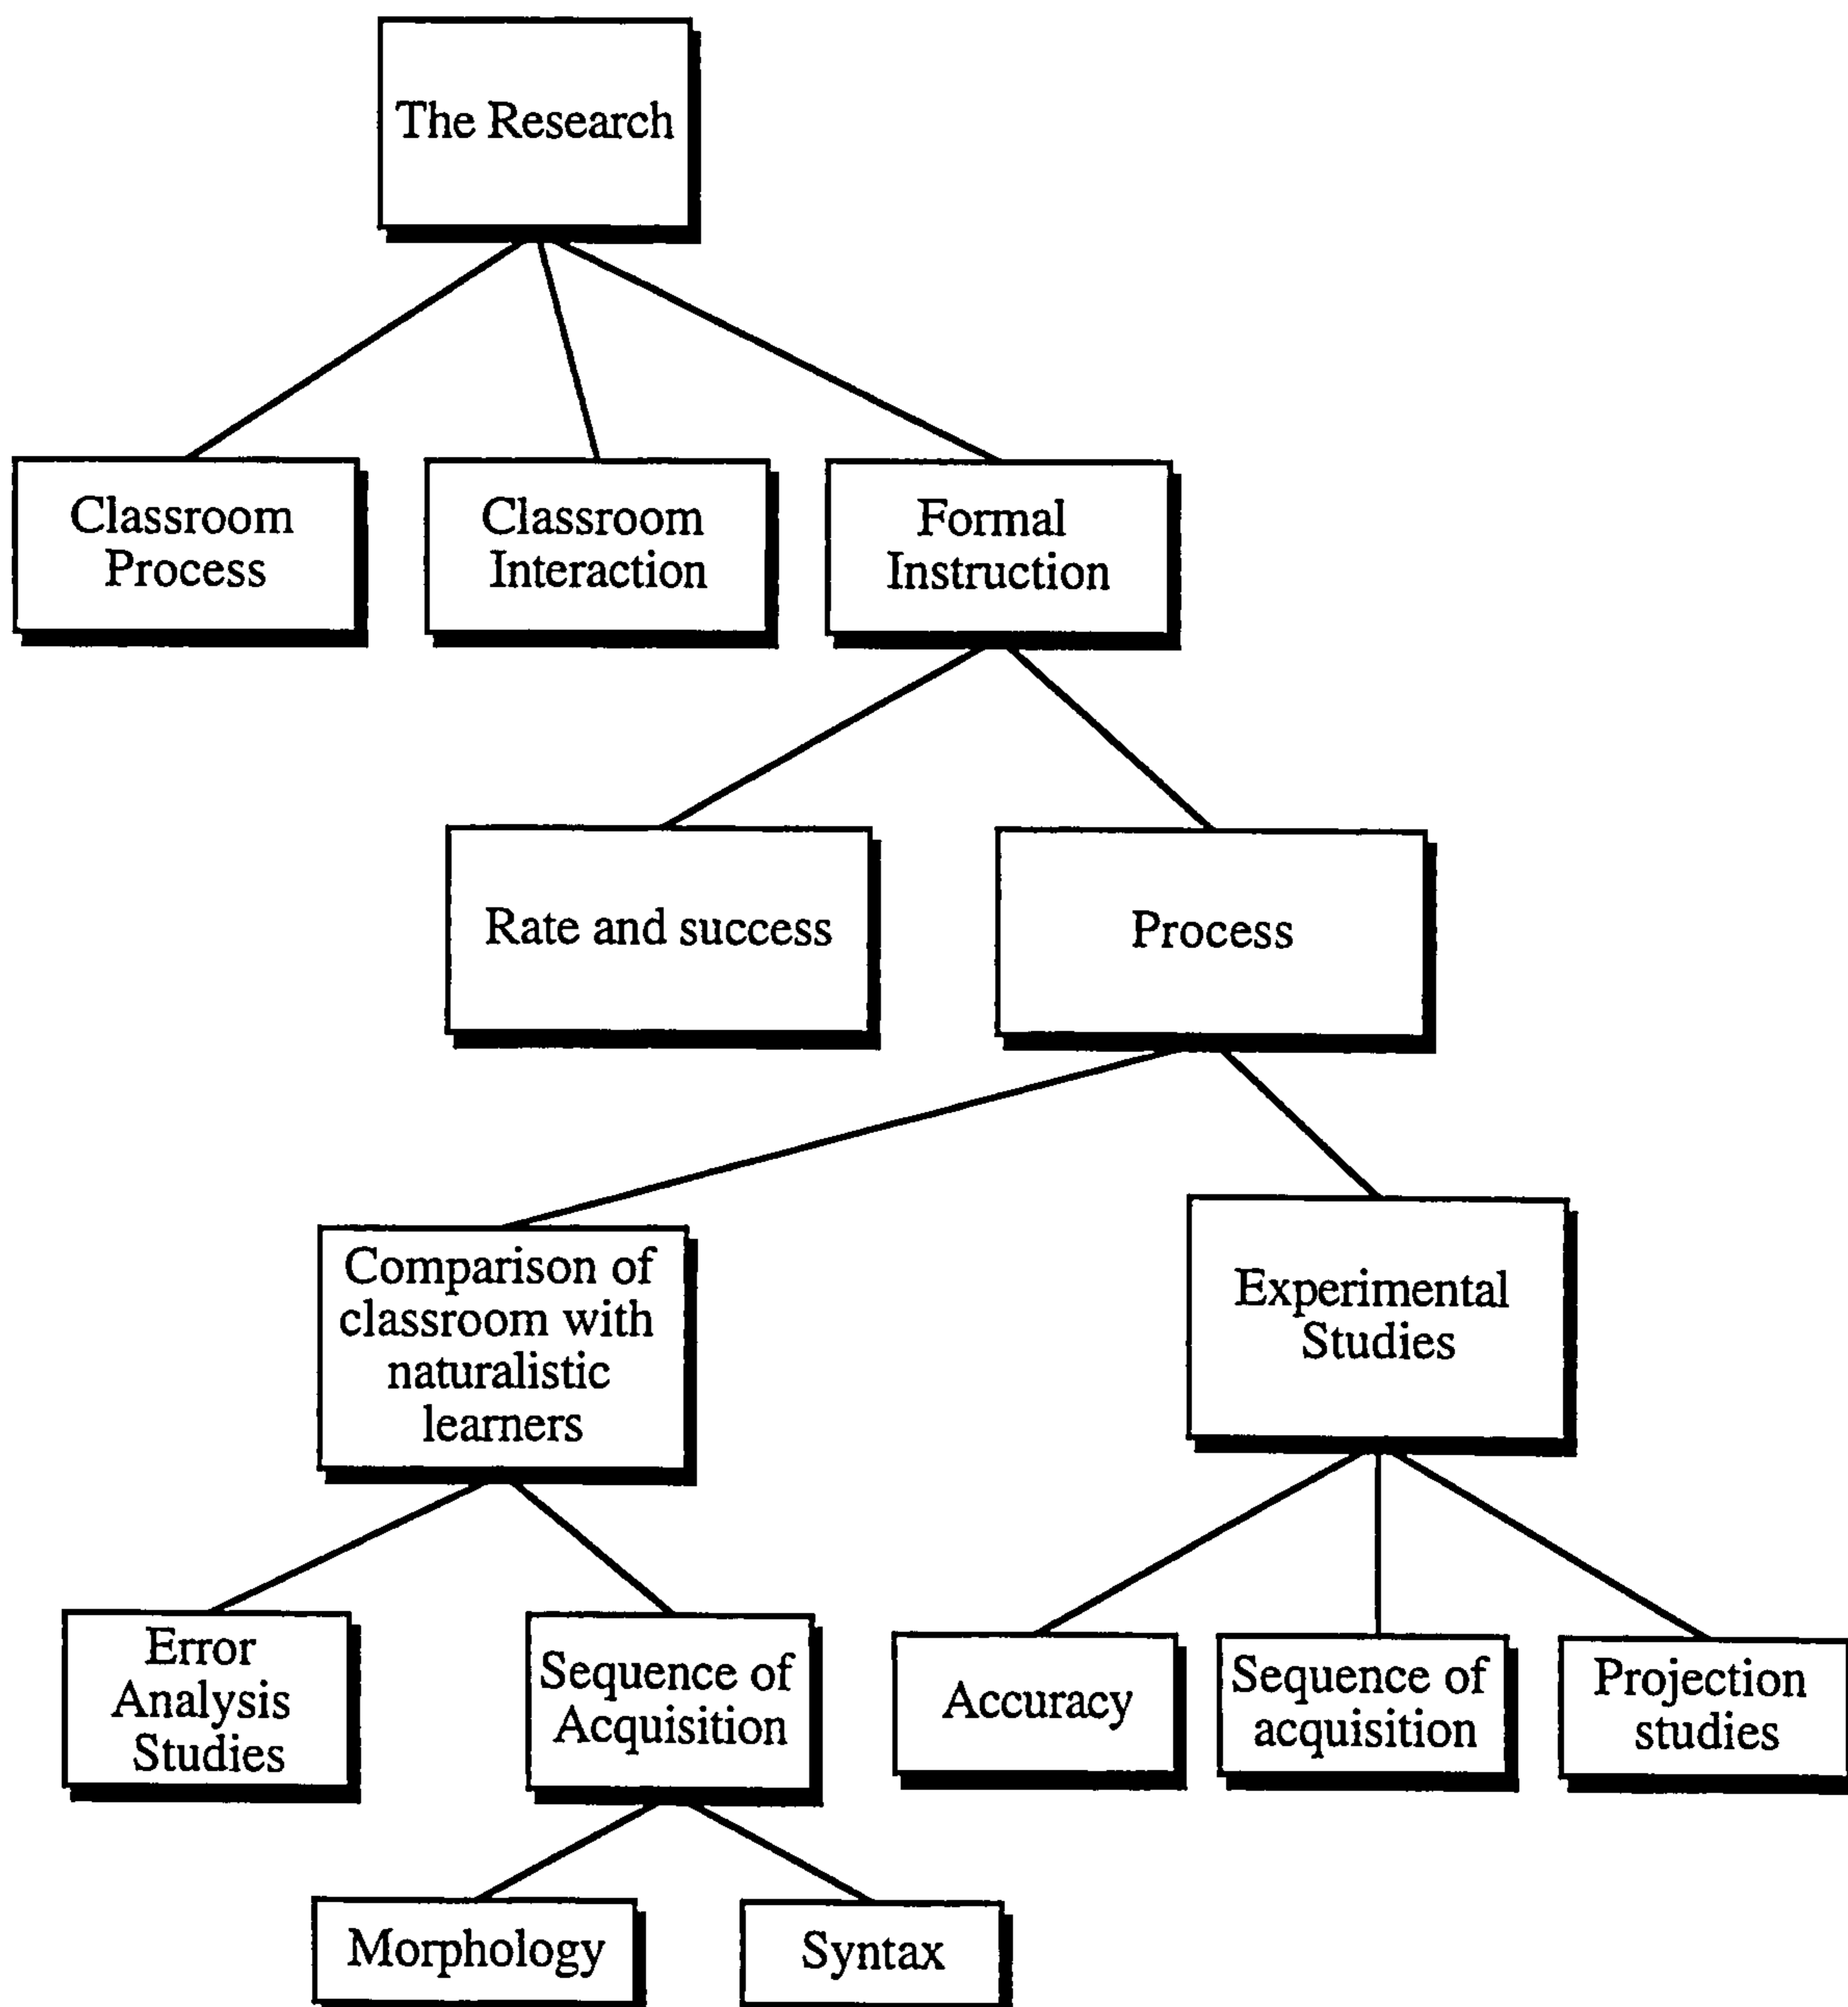 The Research
Classroom
Process
Classroom
Interaction
Formal
Instruction
Rate and success
Process
Comparison of
classroom with
naturalistic
learners
Experimental
Studies
Error
Analysis
Studies
Sequence of
Acquisition
Accuracy
Sequence of
acquisition
Projection
studies
Morphology
Syntax